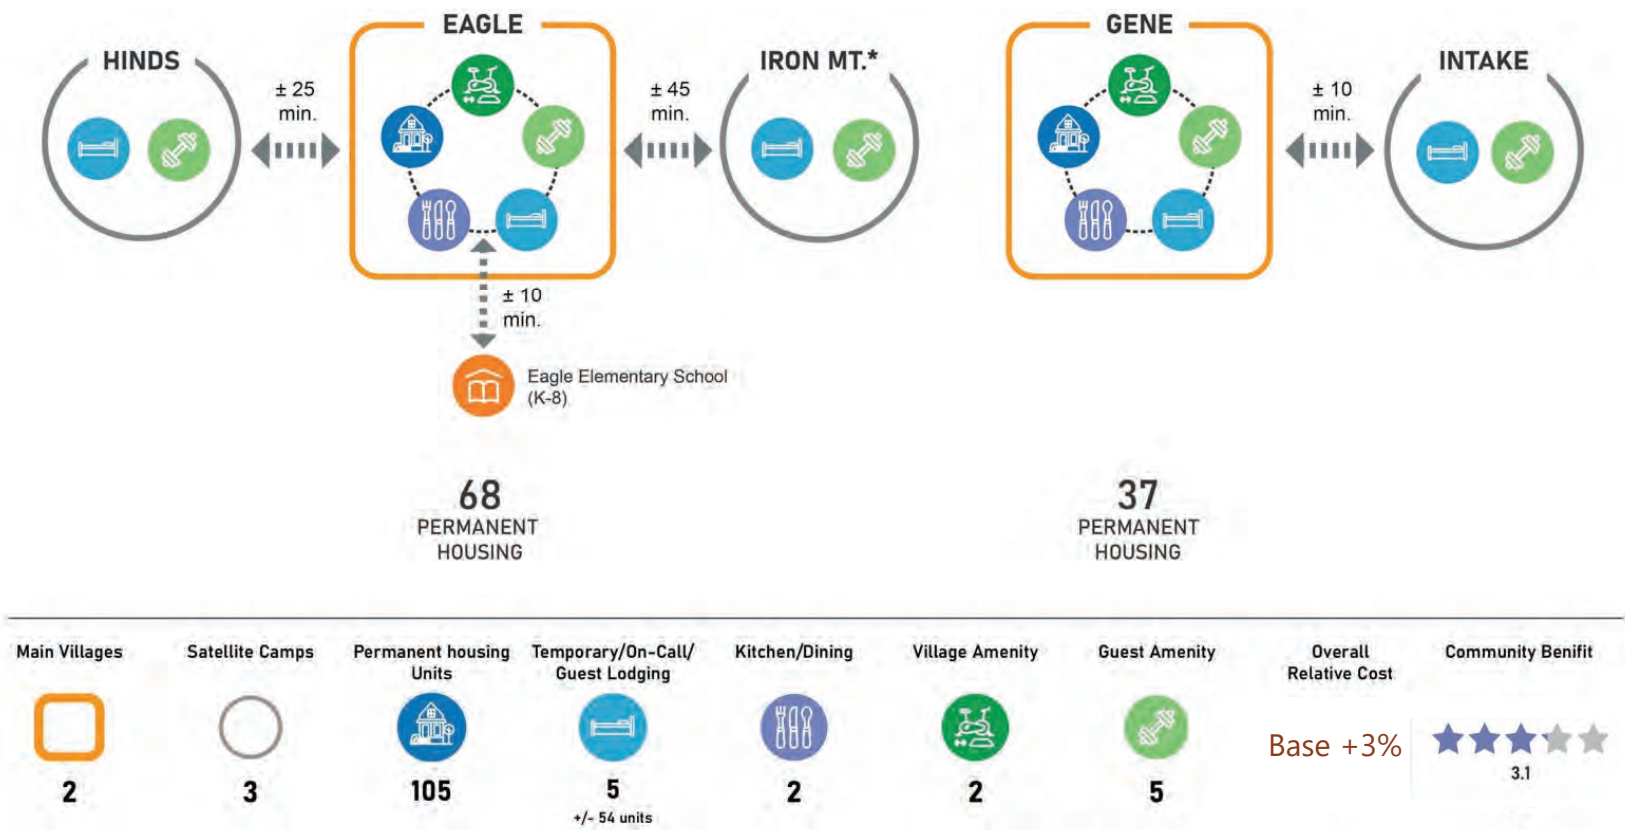 HINDS
± 25
min.
EAGLE
± 45
min.
IRON MT.*
GENE
± 10
min.
INTAKE
± 10
min.
Eagle Elementary School
(K-8)
68
PERMANENT
HOUSING
37
PERMANENT
HOUSING
Main Villages
2
Satellite Camps
3
Permanent housing
Units
105
Temporary/On-Call/
Guest Lodging
5
+/- 54 units
Kitchen/Dining
2
Village Amenity
2
Guest Amenity
5
Overall
Relative Cost
Base +3%
Community Benifit
3.1